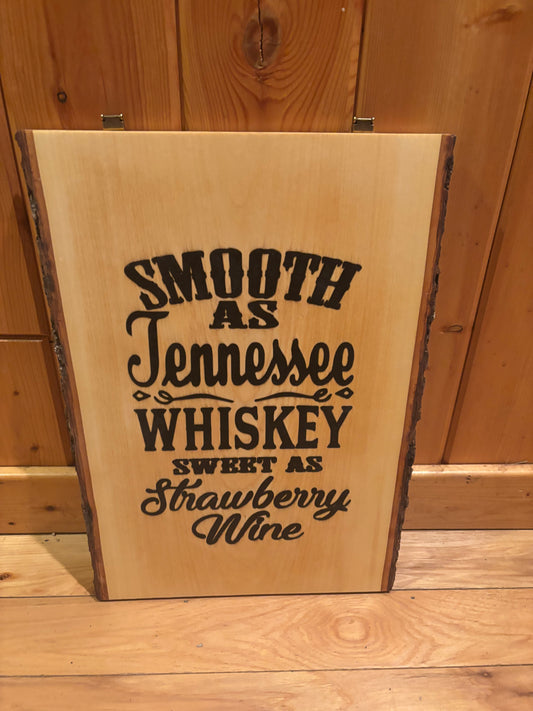 SMOOTH
AS
Tennessee
WHISKEY
SWEET AS
Strawberry
Wine